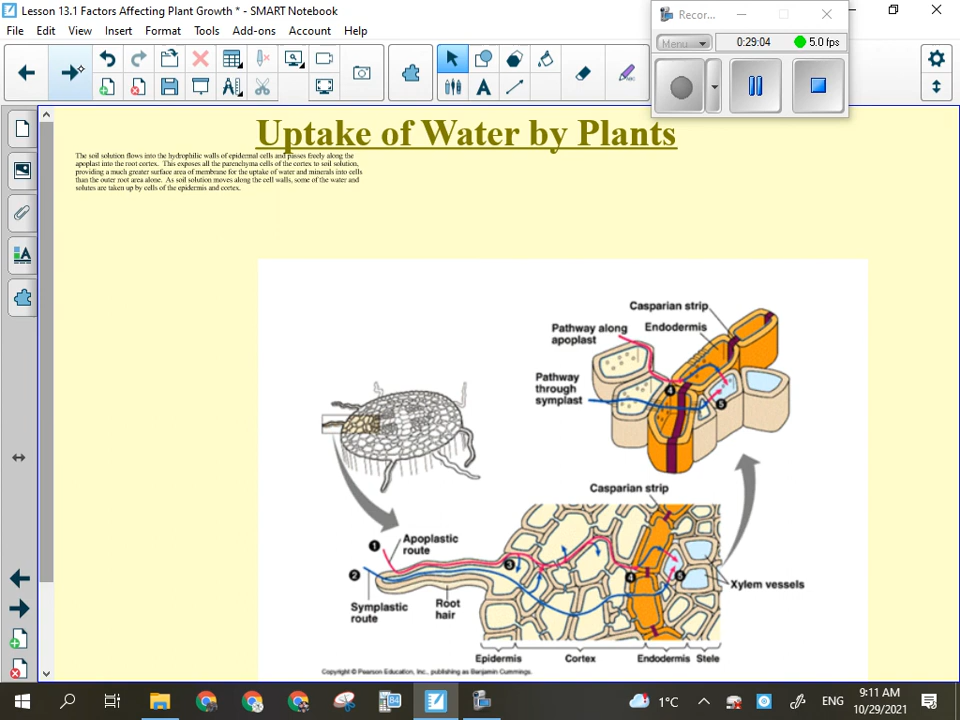 Lesson 13.1 Factors Affecting Plant Growth * - SMART Notebook
File Edit View Insert Format Tools Add-ons Account Help
Recor...
Menu
0:29:04
5.0 fps
Uptake of Water by Plants
The soil solution flows into the hydrophilic walls of epidermal cells and passes freely along the
apoplast into the root cortex. This exposes all the parenchyma cells of the cortex to soil solution,
providing a much greater surface area of membrane for the uptake of water and minerals into cells
than the outer root area alone. As soil solution moves along the cell walls, some of the water and
solutes are taken up by cells of the epidermis and cortex.
Casparian strip
Endodermis
Pathway along
apoplast
Pathway
through
symplast
4
5
Casparian strip
1
Apoplastic
route
2
3
4
5
Symplastic
route
Root
hair
Xylem vessels
Epidermis Cortex Endodermis Stele
Copyright © Pearson Education, Inc., publishing as Benjamin Cummings.
1°C
ENG
9:11 AM
10/29/2021